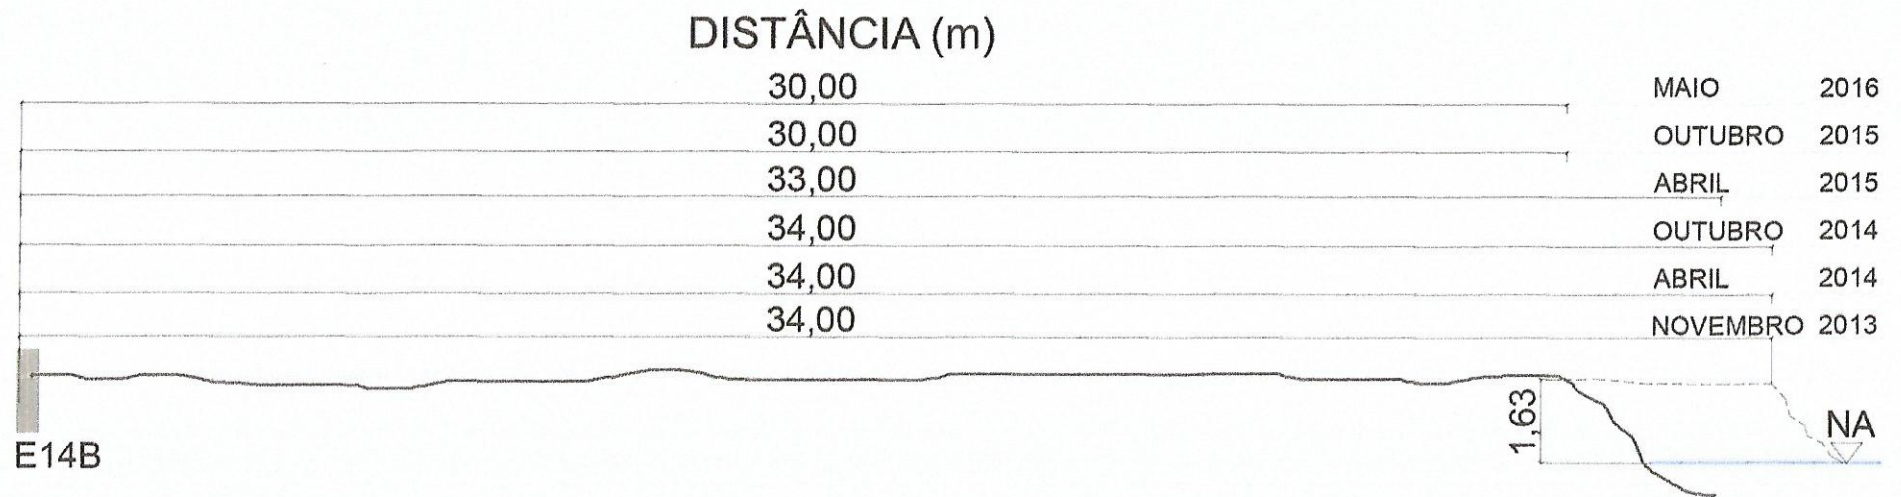 DISTÂNCIA (m)
30,00 MAIO 2016
30,00 OUTUBRO 2015
33,00 ABRIL 2015
34,00 OUTUBRO 2014
34,00 ABRIL 2014
34,00 NOVEMBRO 2013
1,63
NA
E14B